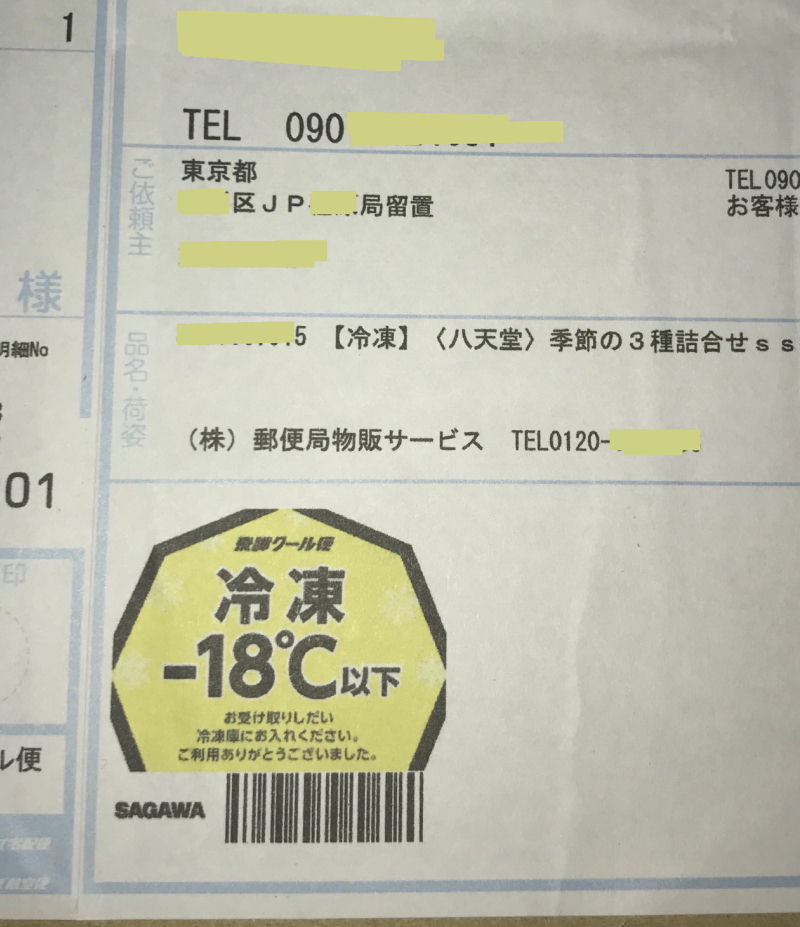 1
TEL 090
ご依頼主
東京都
TEL090
区ＪＰ
局留置
お客様
様
明細No
品名・荷姿
5 【冷凍】〈八天堂〉季節の３種詰合せｓｓ
（株）郵便局物販サービス TEL0120-
01
印
飛脚クール便
冷凍
-18℃以下
お受け取りしだい
冷凍庫にお入れください。
ご利用ありがとうございました。
ル便
SAGAWA